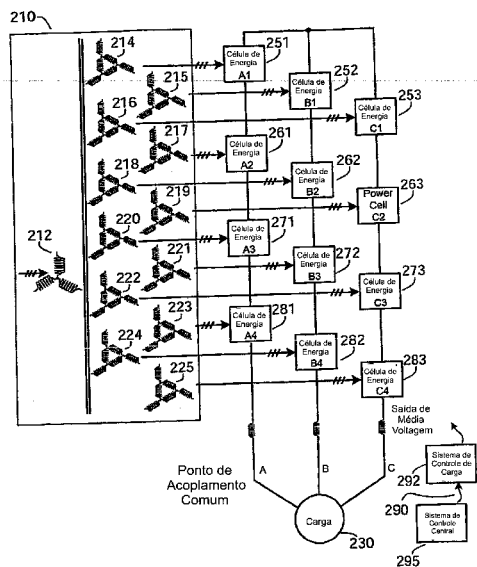 210
214
251
Célula de
Energia
A1
215
252
Célula de
Energia
B1
216
253
Célula de
Energia
C1
217
261
Célula de
Energia
A2
218
262
Célula de
Energia
B2
219
263
Power
Cell
C2
212
220
271
Célula de
Energia
A3
221
272
Célula de
Energia
B3
222
273
Célula de
Energia
C3
223
281
Célula de
Energia
A4
224
282
Célula de
Energia
B4
225
283
Célula de
Energia
C4
Saída de
Média
Voltagem
Ponto de
Acoplamento
Comum
A
B
C
Carga
230
Sistema de
Controle de
Carga
292
290
Sistema de
Controlo
Central
295